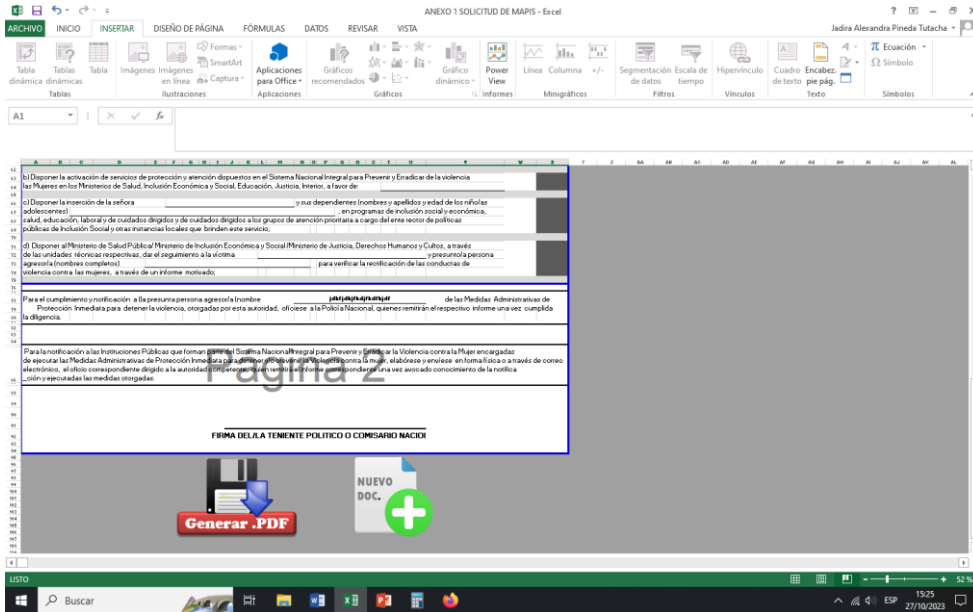 ANEXO 1 SOLICITUD DE MAPIS - Excel
ARCHIVO INICIO INSERTAR DISEÑO DE PÁGINA FÓRMULAS DATOS REVISAR VISTA
Jadira Alexandra Pineda Tutacha
Tabla dinámica
Tablas dinámicas
Tabla
Imágenes
Imágenes en línea
Formas
SmartArt
Captura
Aplicaciones para Office
Gráficos recomendados
Gráfico dinámico
Power View
Línea
Columna
+/-
Segmentación de datos
Escala de tiempo
Hipervínculo
Cuadro de texto
Encabez. pie pág.
Ecuación
Símbolo
Tablas Ilustraciones Aplicaciones Gráficos Informes Minigráficos Filtros Vínculos Texto Símbolos
A1
b) Disponer la activación de servicios de protección y atención dispuestos en el Sistema Nacional Integral para Prevenir y Erradicar de la violencia
las Mujeres en los Ministerios de Salud, Inclusión Económica y Social, Educación, Justicia, Interior, a favor de:
c) Disponer la inserción de la señora y sus dependientes (nombres y apellidos y edad de los niño/as
adolescentes) , en programas de inclusión social y económica,
salud, educación, laboral y de cuidados dirigidos y de cuidados dirigidos a los grupos de atención prioritaria a cargo del ente rector de políticas
públicas de Inclusión Social y otras instancias locales que brinden este servicio;
d) Disponer al Ministerio de Salud Pública/ Ministerio de Inclusión Económica y Social /Ministerio de Justicia, Derechos Humanos y Cultos, a través
de las unidades técnicas respectivas, dar el seguimiento a la víctima y presunto/a persona
agresor/a (nombres completos) para verificar la rectificación de las conductas de
violencia contra las mujeres, a través de un informe motivado;
Para el cumplimiento y notificación a (la presunta persona agresor/a (nombre de las Medidas Administrativas de
Protección Inmediata para detener la violencia, otorgadas por esta autoridad, ofíciese a la Policía Nacional, quienes remitirán el respectivo informe una vez cumplida
la diligencia.
Para la notificación a las Instituciones Públicas que forman parte del Sistema Nacional Integral para Prevenir y Erradicar la Violencia contra la Mujer encargadas
de ejecutar las Medidas Administrativas de Protección Inmediata para detener y/o prevenir la Violencia contra la mujer, elabórese y envíese en forma física o a través de correo
electrónico, el oficio correspondiente dirigido a la autoridad competente, quien remitirá el informe correspondiente una vez avocado conocimiento de la notifica
_ción y ejecutadas las medidas otorgadas.
Página 2
FIRMA DEL/LA TENIENTE POLITICO O COMISARIO NACIO
Generar .PDF
NUEVO
DOC.
LISTO
52 %
Buscar
ESP
15:25
27/10/2023